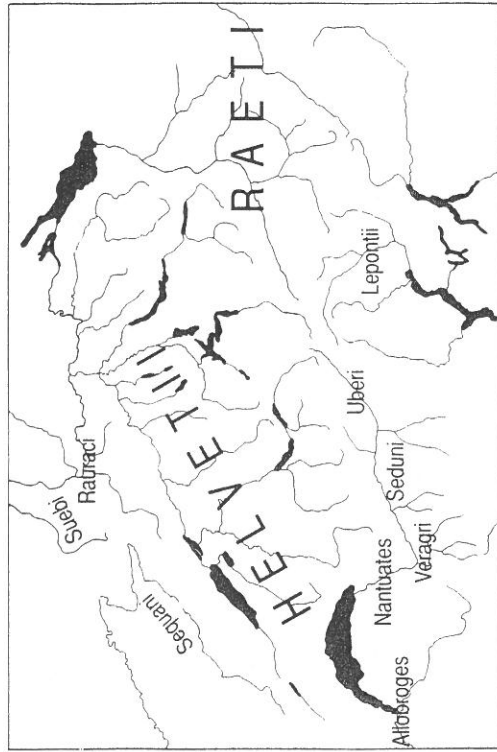 Suebi
Rauraci
Sequani
HELVETII
RAETI
Lepontii
Uberi
Seduni
Nantuates
Veragri
Allobroges